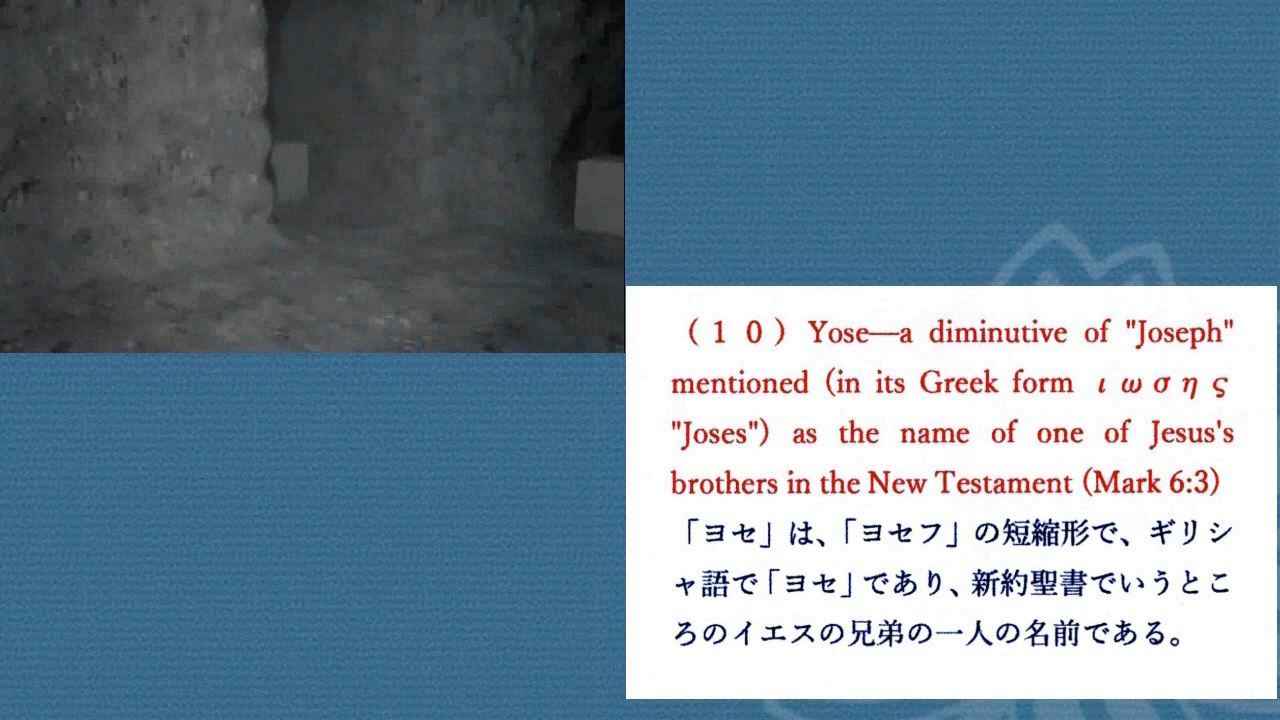 （１０）Yose—a diminutive of "Joseph"
mentioned (in its Greek form ιωσης
"Joses") as the name of one of Jesus's
brothers in the New Testament (Mark 6:3)
「ヨセ」は、「ヨセフ」の短縮形で、ギリシ
ャ語で「ヨセ」であり、新約聖書でいうとこ
ろのイエスの兄弟の一人の名前である。